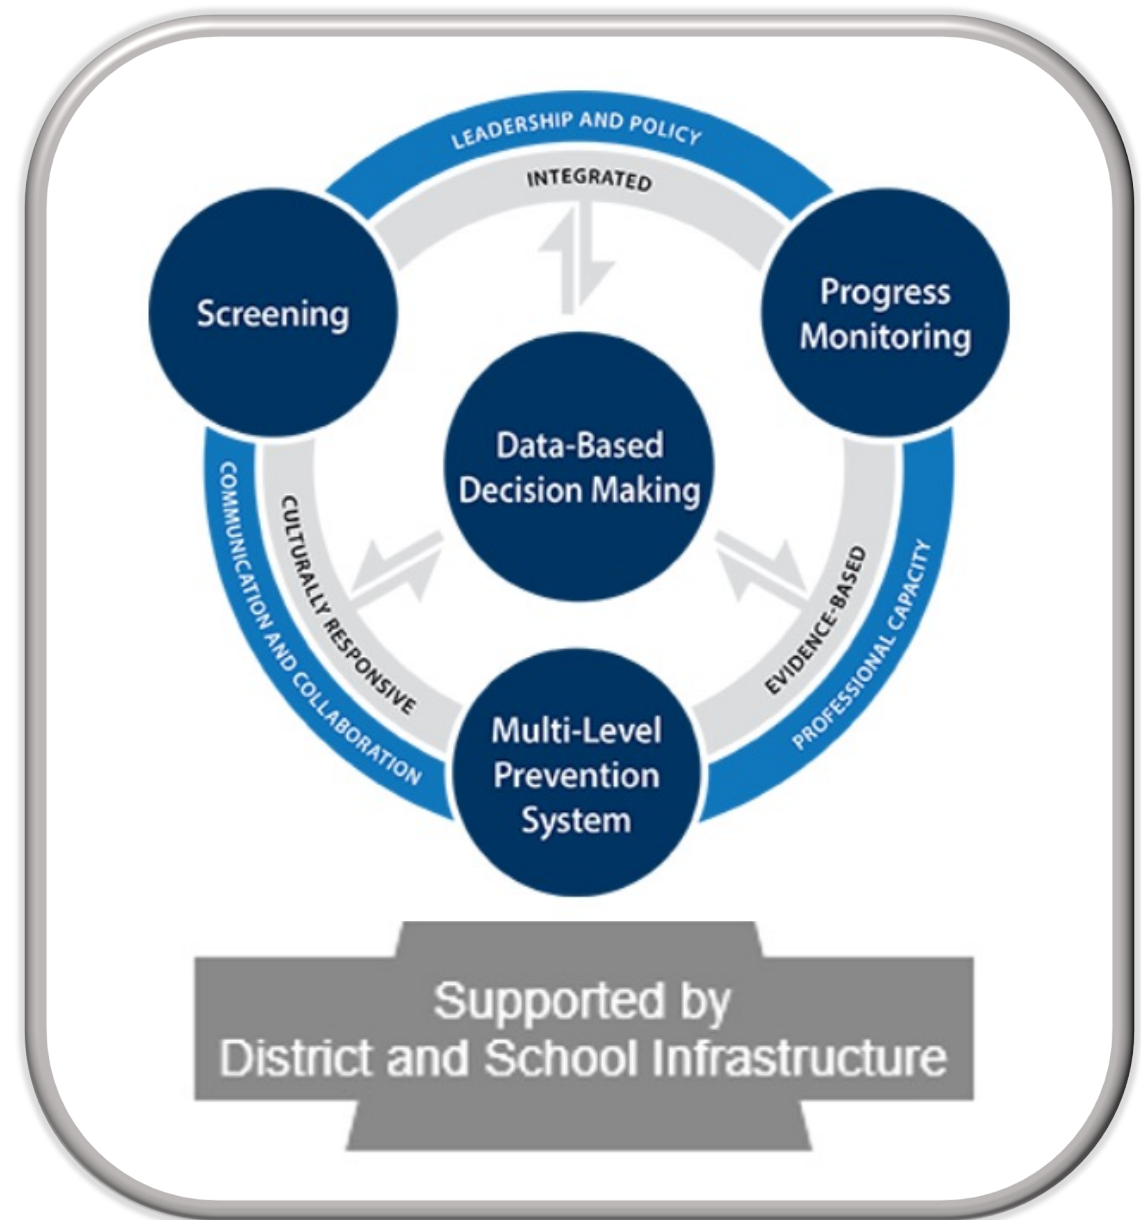 LEADERSHIP AND POLICY
INTEGRATED
Screening
Progress
Monitoring
Data-Based
Decision Making
COMMUNICATION AND COLLABORATION
CULTURALLY RESPONSIVE
EVIDENCE-BASED
PROFESSIONAL CAPACITY
Multi-Level
Prevention
System
Supported by
District and School Infrastructure